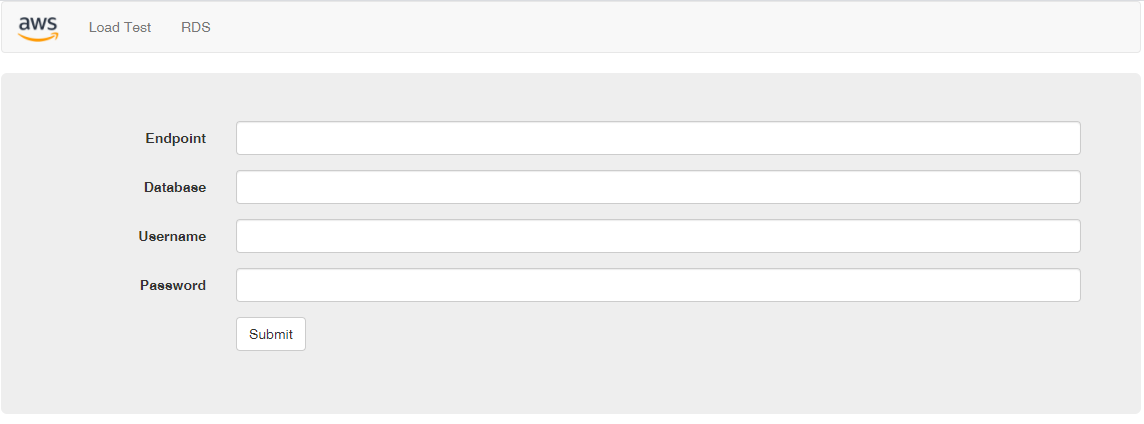 aws Load Test RDS
Endpoint
Database
Username
Password
Submit